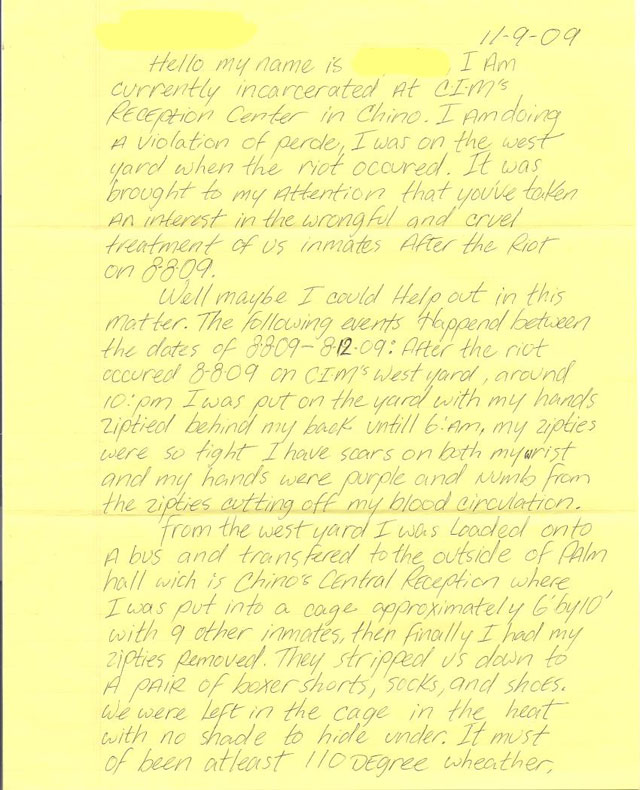 11-9-09
Hello my name is , I Am
currently incarcerated At C.I.M's
RECEPTION CENTER in Chino. I Am doing
A violation of perole, I was on the west
yard when the riot occured. It was
brought to my Attention that you've taken
An interest in the wrongful and cruel
treatment of us inmates After the Riot
on 8-8-09.
Well maybe I could Help out in this
matter. The following events Happend between
the dates of 8-8-09-8-12-09: After the riot
occured 8-8-09 on C.I.M's west yard, around
10:pm I was put on the yard with my hands
ziptied behind my back untill 6:Am, my zipties
were so tight I have scars on both my wrist
and my hands were purple and Numb from
the zipties cutting off my blood circulation.
From the west yard I was Loaded onto
A bus and transfered to the outside of PAlm
hall wich is Chino's Central Reception where
I was put into a cage approximately 6' by 10'
with 9 other inmates, then finally I had my
zipties Removed. They stripped us down to
A PAIR of boxer shorts, socks, and shoes.
We were Left in the cage in the heat
with no shade to hide under. It must
of been atleast 110 DEgree wheather,